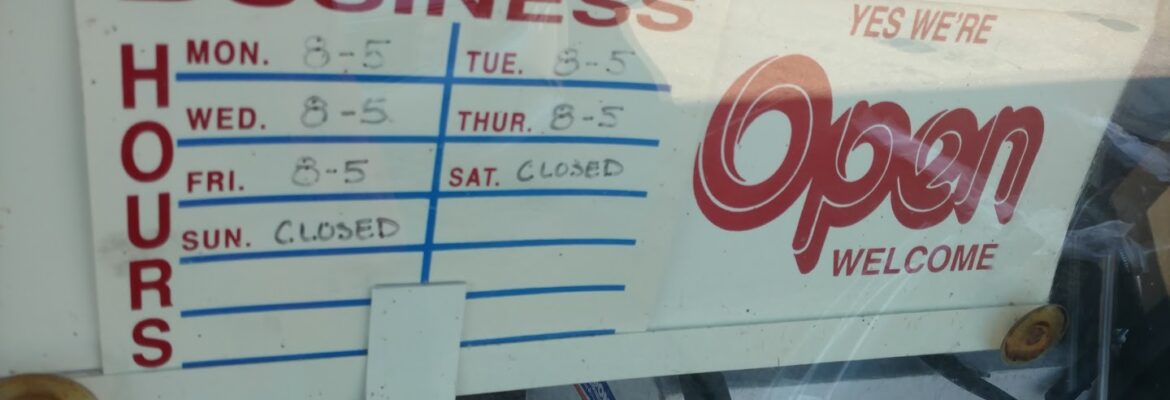 BUSINESS
HOURS
MON. 8-5 TUE. 8-5
WED. 8-5 THUR. 8-5
FRI. 8-5 SAT. CLOSED
SUN. CLOSED
YES WE'RE
Open
WELCOME